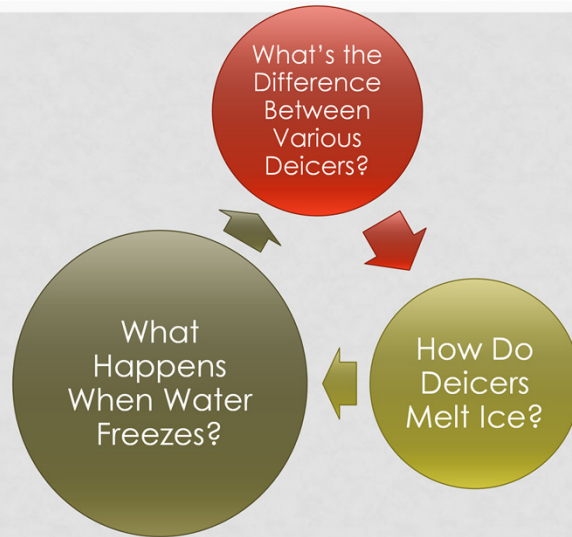 What's the
Difference
Between
Various
Deicers?
How Do
Deicers
Melt Ice?
What
Happens
When Water
Freezes?